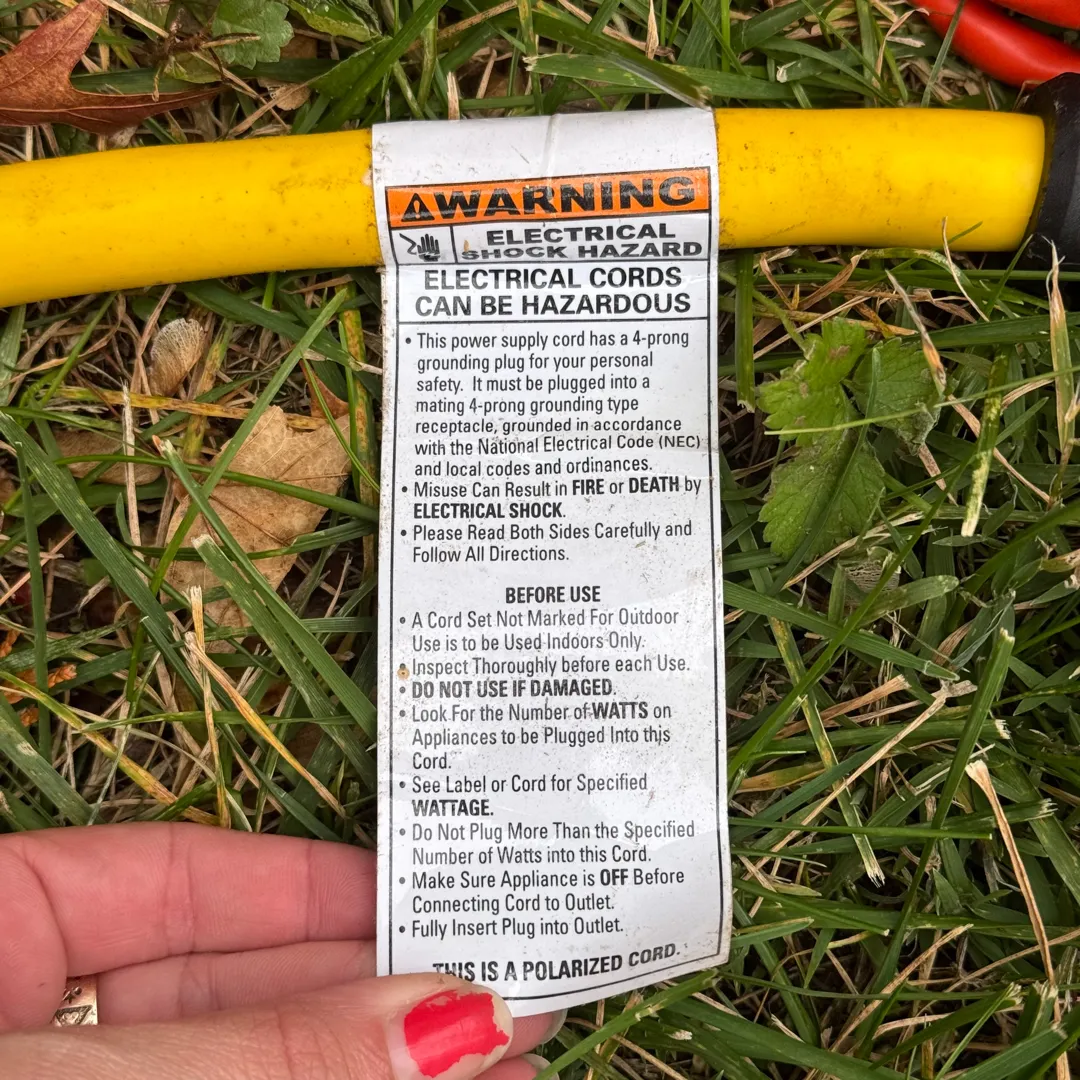 WARNING
ELECTRICAL
SHOCK HAZARD
ELECTRICAL CORDS
CAN BE HAZARDOUS
• This power supply cord has a 4-prong
grounding plug for your personal
safety. It must be plugged into a
mating 4-prong grounding type
receptacle, grounded in accordance
with the National Electrical Code (NEC)
and local codes and ordinances.
• Misuse Can Result in FIRE or DEATH by
ELECTRICAL SHOCK.
• Please Read Both Sides Carefully and
Follow All Directions.
BEFORE USE
• A Cord Set Not Marked For Outdoor
Use is to be Used Indoors Only.
• Inspect Thoroughly before each Use.
• DO NOT USE IF DAMAGED.
• Look For the Number of WATTS on
Appliances to be Plugged Into this
Cord.
• See Label or Cord for Specified
WATTAGE.
• Do Not Plug More Than the Specified
Number of Watts into this Cord.
• Make Sure Appliance is OFF Before
Connecting Cord to Outlet.
• Fully Insert Plug into Outlet.
THIS IS A POLARIZED CORD.